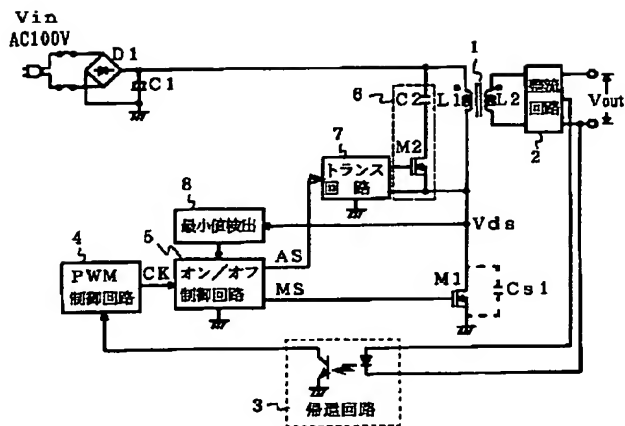 Vin
AC100V
D1
C1
1
6
C2
L1
L2
整流
回路
2
Vout
M2
7
トランス
回路
8
最小値検出
Vds
4
5
AS
PWM
制御回路
CK
オン/オフ
制御回路
MS
M1
Cs1
3
帰還回路